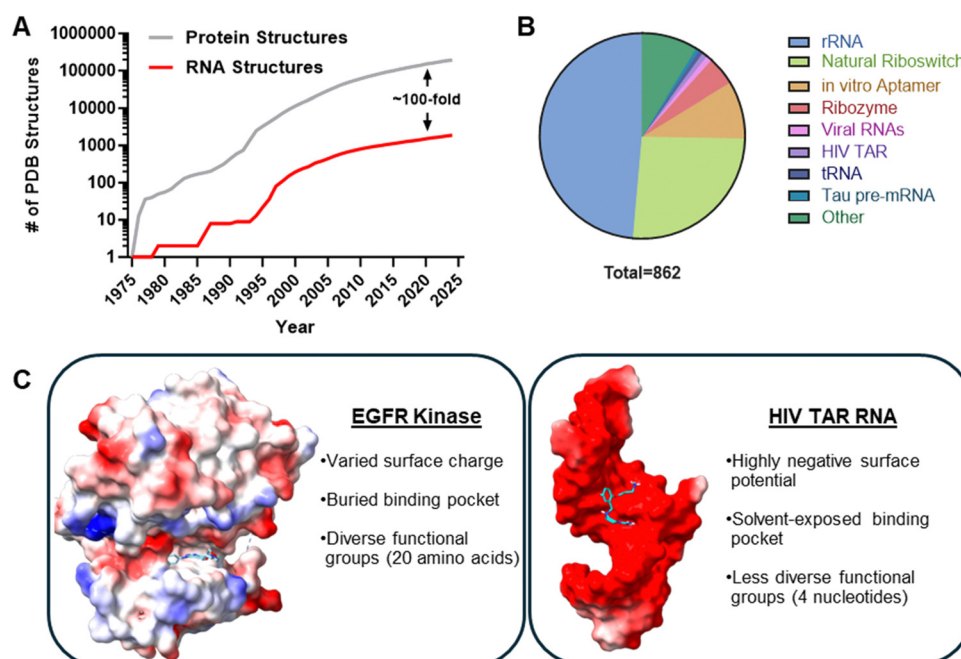 A
1000000
100000
10000
1000
100
10
1
# of PDB Structures
Protein Structures
RNA Structures
~100-fold
1975
1980
1985
1990
1995
2000
2005
2010
2015
2020
2025
Year
B
rRNA
Natural Riboswitch
in vitro Aptamer
Ribozyme
Viral RNAs
HIV TAR
tRNA
Tau pre-mRNA
Other
Total=862
C
EGFR Kinase
•Varied surface charge
•Buried binding pocket
•Diverse functional
groups (20 amino acids)
HIV TAR RNA
•Highly negative surface
potential
•Solvent-exposed binding
pocket
•Less diverse functional
groups (4 nucleotides)